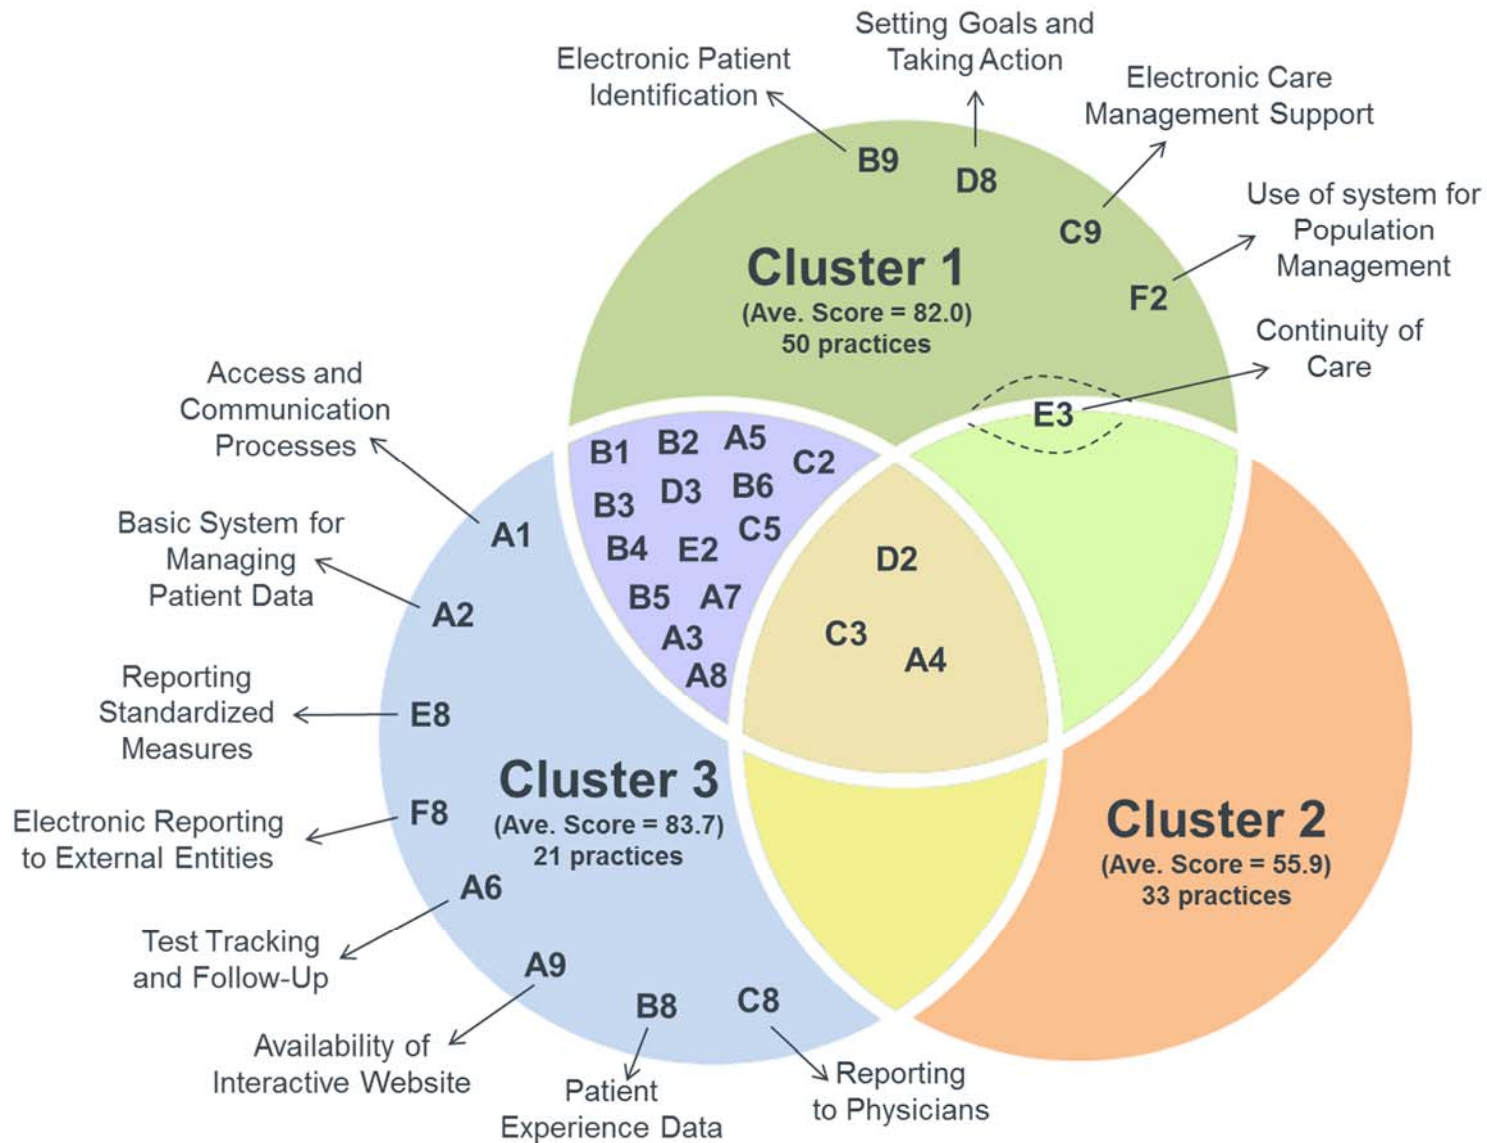 Setting Goals and
Taking Action
Electronic Patient
Identification
Electronic Care
Management Support
B9
D8
C9
Use of system for
Population
Management
F2
Cluster 1
(Ave. Score = 82.0)
50 practices
Continuity of
Care
E3
Access and
Communication
Processes
B1 B2 A5 C2
B3 D3 B6
B4 E2 C5
B5 A7
A3
A8
A1
Basic System for
Managing
Patient Data
A2
D2
C3
A4
Reporting
Standardized
Measures
E8
Cluster 3
(Ave. Score = 83.7)
21 practices
Cluster 2
(Ave. Score = 55.9)
33 practices
Electronic Reporting
to External Entities
F8
A6
Test Tracking
and Follow-Up
A9
B8
C8
Availability of
Interactive Website
Patient
Experience Data
Reporting
to Physicians